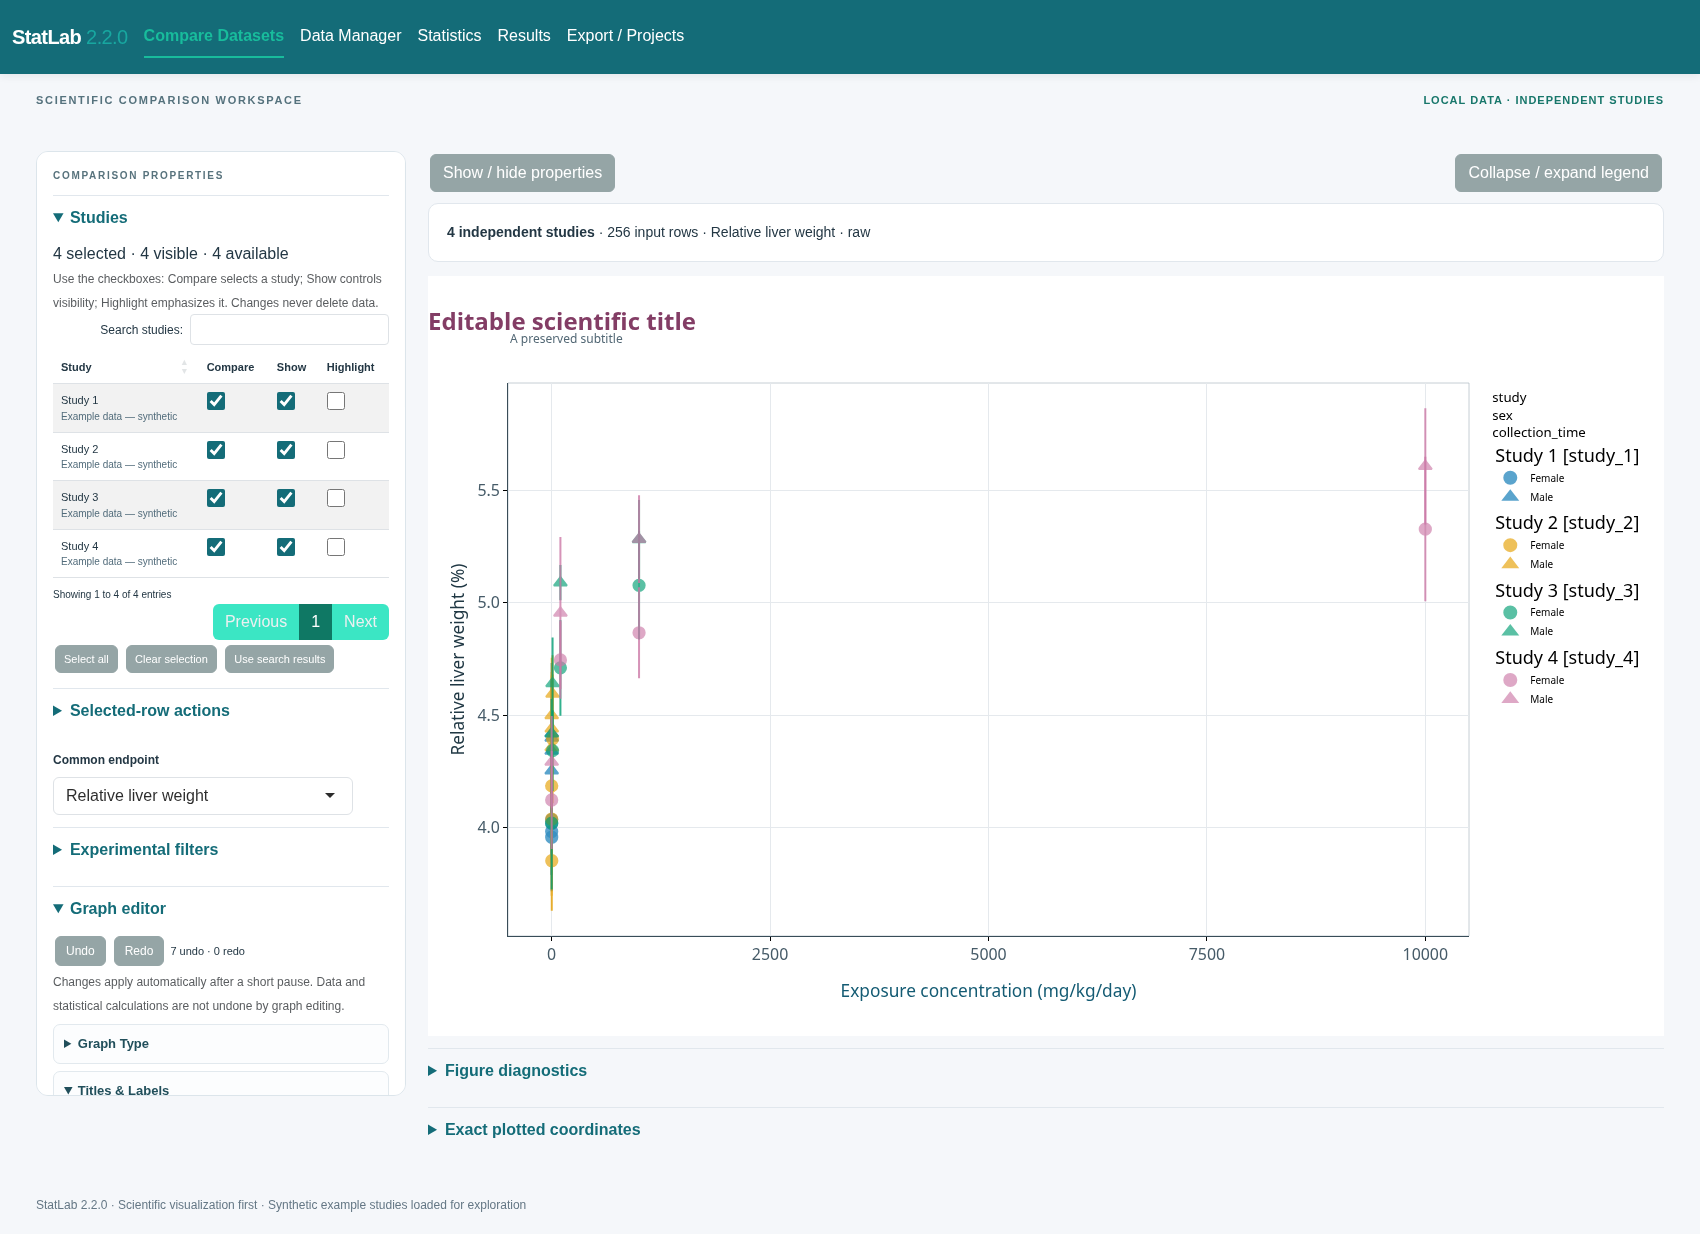 StatLab 2.2.0 Compare Datasets Data Manager Statistics Results Export / Projects
SCIENTIFIC COMPARISON WORKSPACE
LOCAL DATA · INDEPENDENT STUDIES
COMPARISON PROPERTIES
▼ Studies
4 selected · 4 visible · 4 available
Use the checkboxes: Compare selects a study; Show controls
visibility; Highlight emphasizes it. Changes never delete data.
Search studies:
Study Compare Show Highlight
Study 1
Example data — synthetic
Study 2
Example data — synthetic
Study 3
Example data — synthetic
Study 4
Example data — synthetic
Showing 1 to 4 of 4 entries
Previous 1 Next
Select all Clear selection Use search results
▶ Selected-row actions
Common endpoint
Relative liver weight
▶ Experimental filters
▼ Graph editor
Undo Redo 7 undo · 0 redo
Changes apply automatically after a short pause. Data and
statistical calculations are not undone by graph editing.
▶ Graph Type
▼ Titles & Labels
Show / hide properties
Collapse / expand legend
4 independent studies · 256 input rows · Relative liver weight · raw
Editable scientific title
A preserved subtitle
Relative liver weight (%)
5.5
5.0
4.5
4.0
0 2500 5000 7500 10000
Exposure concentration (mg/kg/day)
study
sex
collection_time
Study 1 [study_1]
Female
Male
Study 2 [study_2]
Female
Male
Study 3 [study_3]
Female
Male
Study 4 [study_4]
Female
Male
▶ Figure diagnostics
▶ Exact plotted coordinates
StatLab 2.2.0 · Scientific visualization first · Synthetic example studies loaded for exploration